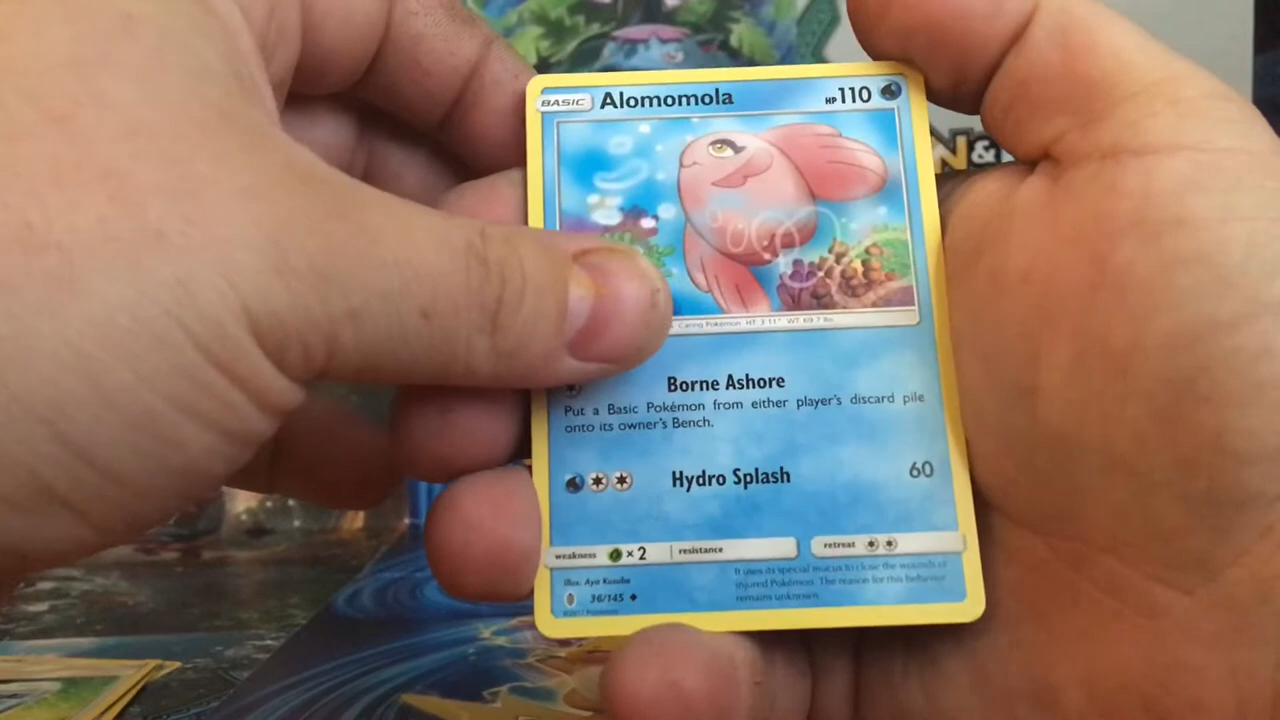 BASIC Alomomola HP 110
N &
Caring Pokémon HT: 3'11" WT: 69.7 lbs.
Borne Ashore
Put a Basic Pokémon from either player's discard pile
onto its owner's Bench.
Hydro Splash 60
weakness ×2 resistance retreat
It uses its special mucus to close the wounds of
injured Pokémon. The reason for this behavior
remains unknown.
Illus. Aya Kusube
36/145
©2017 Pokémon